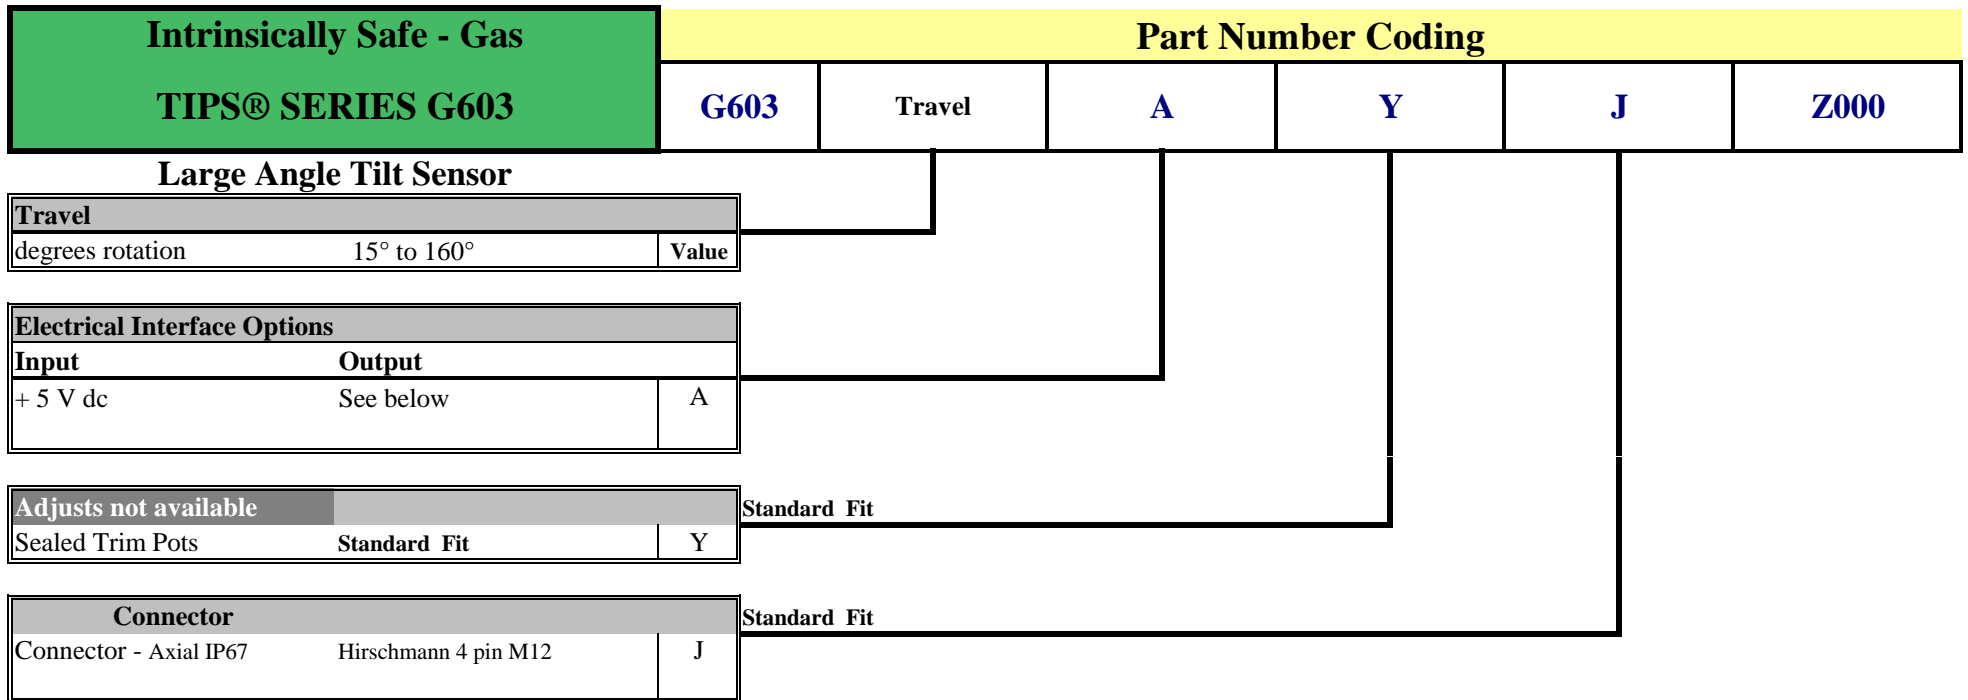 Intrinsically Safe - Gas
TIPS® SERIES G603
Part Number Coding
G603 Travel A Y J Z000
Large Angle Tilt Sensor
Travel
degrees rotation 15° to 160° Value
Electrical Interface Options
Input Output
+ 5 V dc See below A
Adjusts not available Standard Fit
Sealed Trim Pots Standard Fit Y
Connector Standard Fit
Connector - Axial IP67 Hirschmann 4 pin M12 J